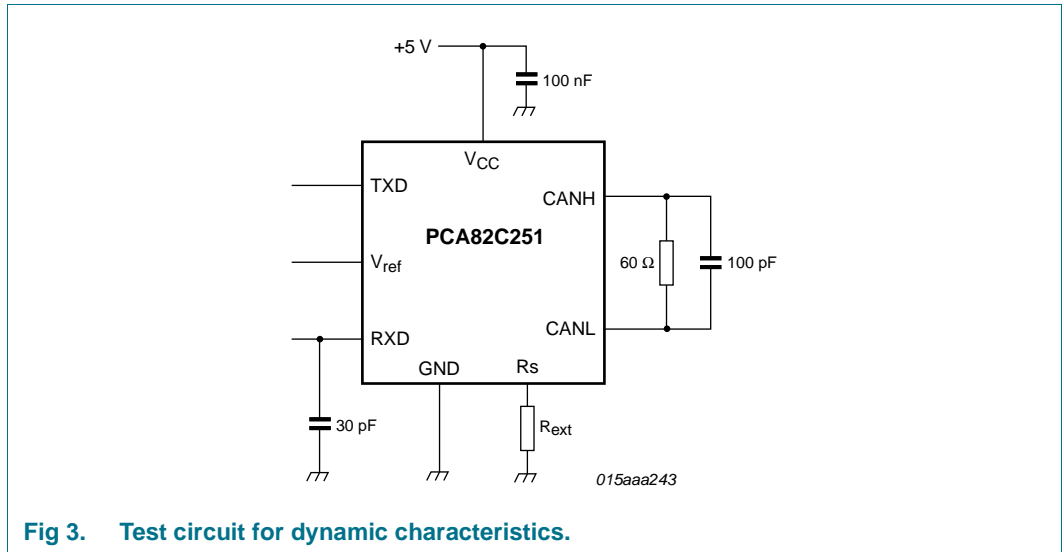 +5 V
100 nF
VCC
TXD
CANH
PCA82C251
Vref
60 Ω
100 pF
RXD
CANL
GND
Rs
30 pF
Rext
015aaa243
Fig 3. Test circuit for dynamic characteristics.